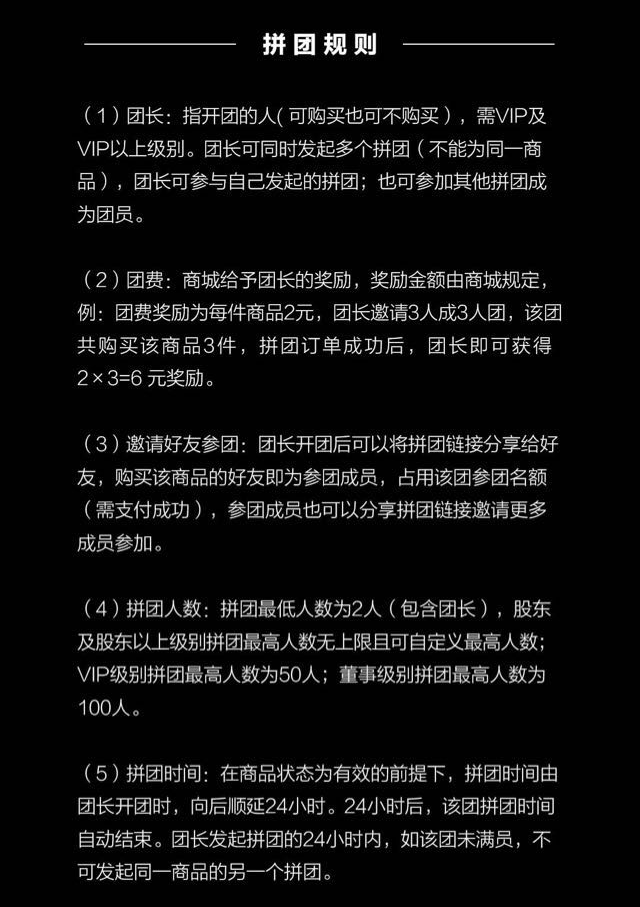 拼团规则
（1）团长：指开团的人(可购买也可不购买），需VIP及
VIP以上级别。团长可同时发起多个拼团（不能为同一商
品），团长可参与自己发起的拼团；也可参加其他拼团成
为团员。
（2）团费：商城给予团长的奖励，奖励金额由商城规定，
例：团费奖励为每件商品2元，团长邀请3人成3人团，该团
共购买该商品3件，拼团订单成功后，团长即可获得
2×3=6 元奖励。
（3）邀请好友参团：团长开团后可以将拼团链接分享给好
友，购买该商品的好友即为参团成员，占用该团参团名额
（需支付成功），参团成员也可以分享拼团链接邀请更多
成员参加。
（4）拼团人数：拼团最低人数为2人（包含团长），股东
及股东以上级别拼团最高人数无上限且可自定义最高人数；
VIP级别拼团最高人数为50人；董事级别拼团最高人数为
100人。
（5）拼团时间：在商品状态为有效的前提下，拼团时间由
团长开团时，向后顺延24小时。24小时后，该团拼团时间
自动结束。团长发起拼团的24小时内，如该团未满员，不
可发起同一商品的另一个拼团。